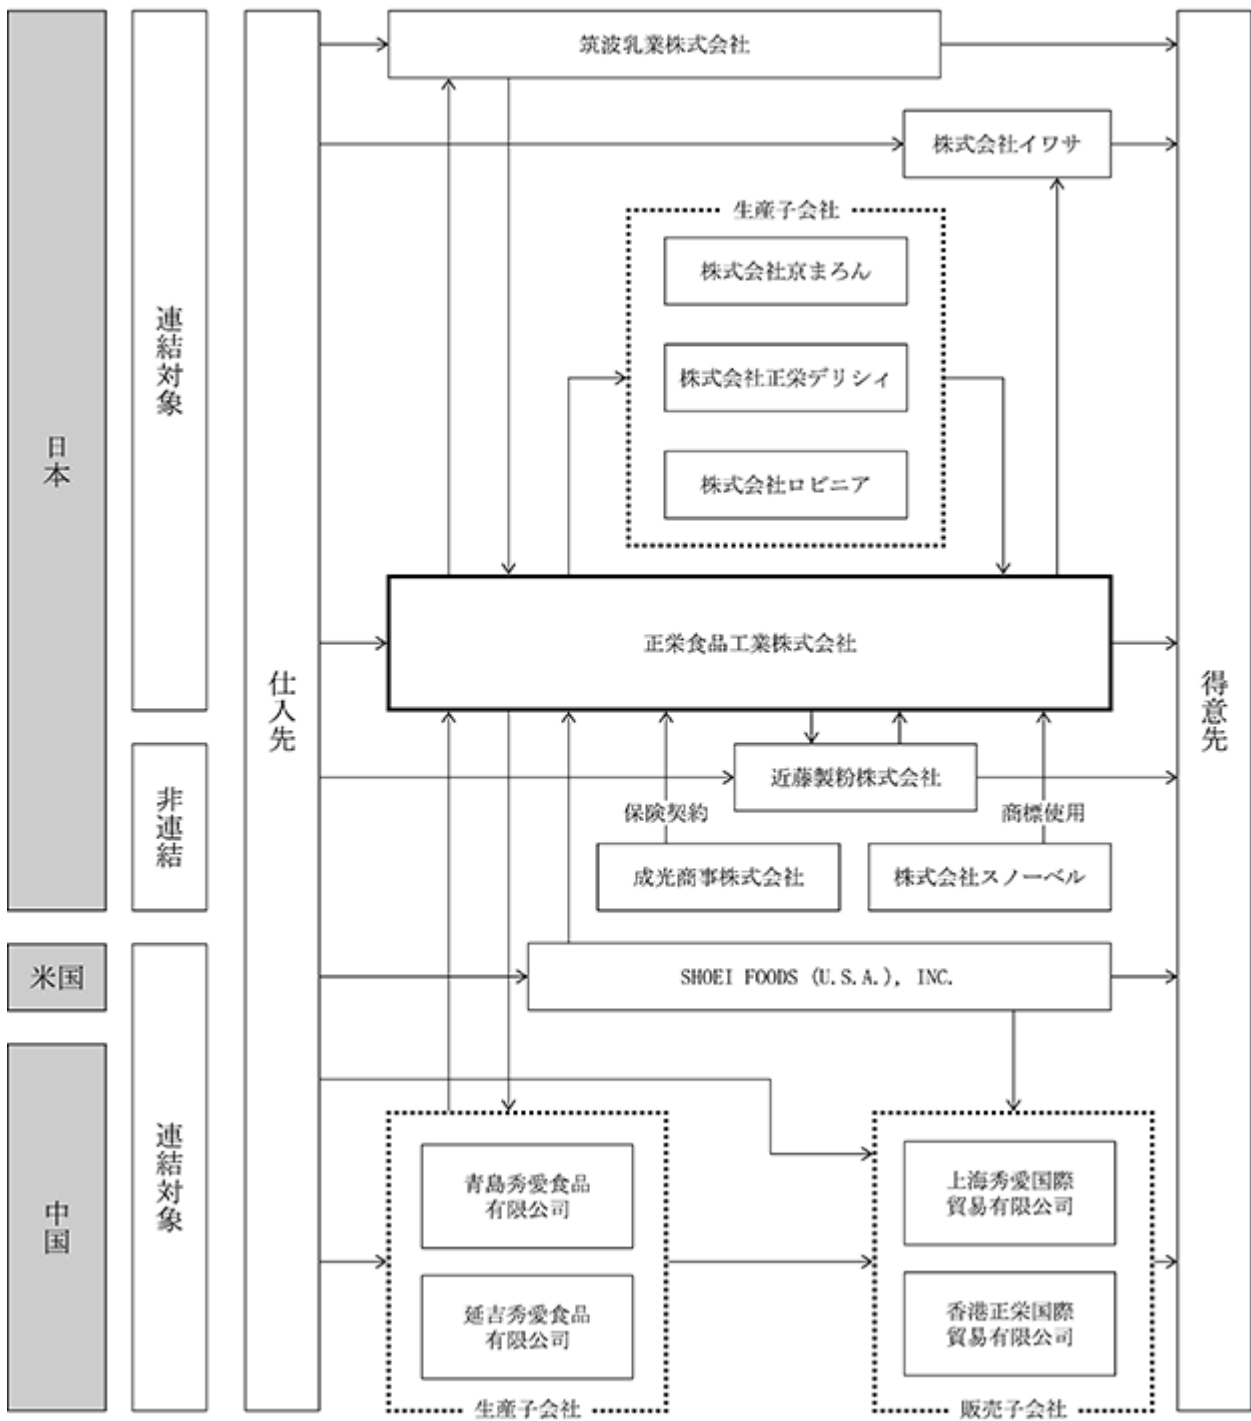 日本
連結対象
非連結
米国
中国
連結対象
仕入先
得意先
筑波乳業株式会社
株式会社イワサ
生産子会社
株式会社京まろん
株式会社正栄デリシィ
株式会社ロビニア
正栄食品工業株式会社
近藤製粉株式会社
保険契約
商標使用
成光商事株式会社
株式会社スノーベル
SHOEI FOODS (U.S.A.), INC.
青島秀愛食品
有限公司
延吉秀愛食品
有限公司
生産子会社
上海秀愛国際
貿易有限公司
香港正栄国際
貿易有限公司
販売子会社